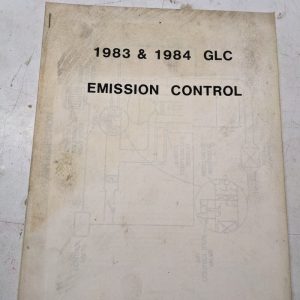 1983 & 1984 GLC
EMISSION CONTROL